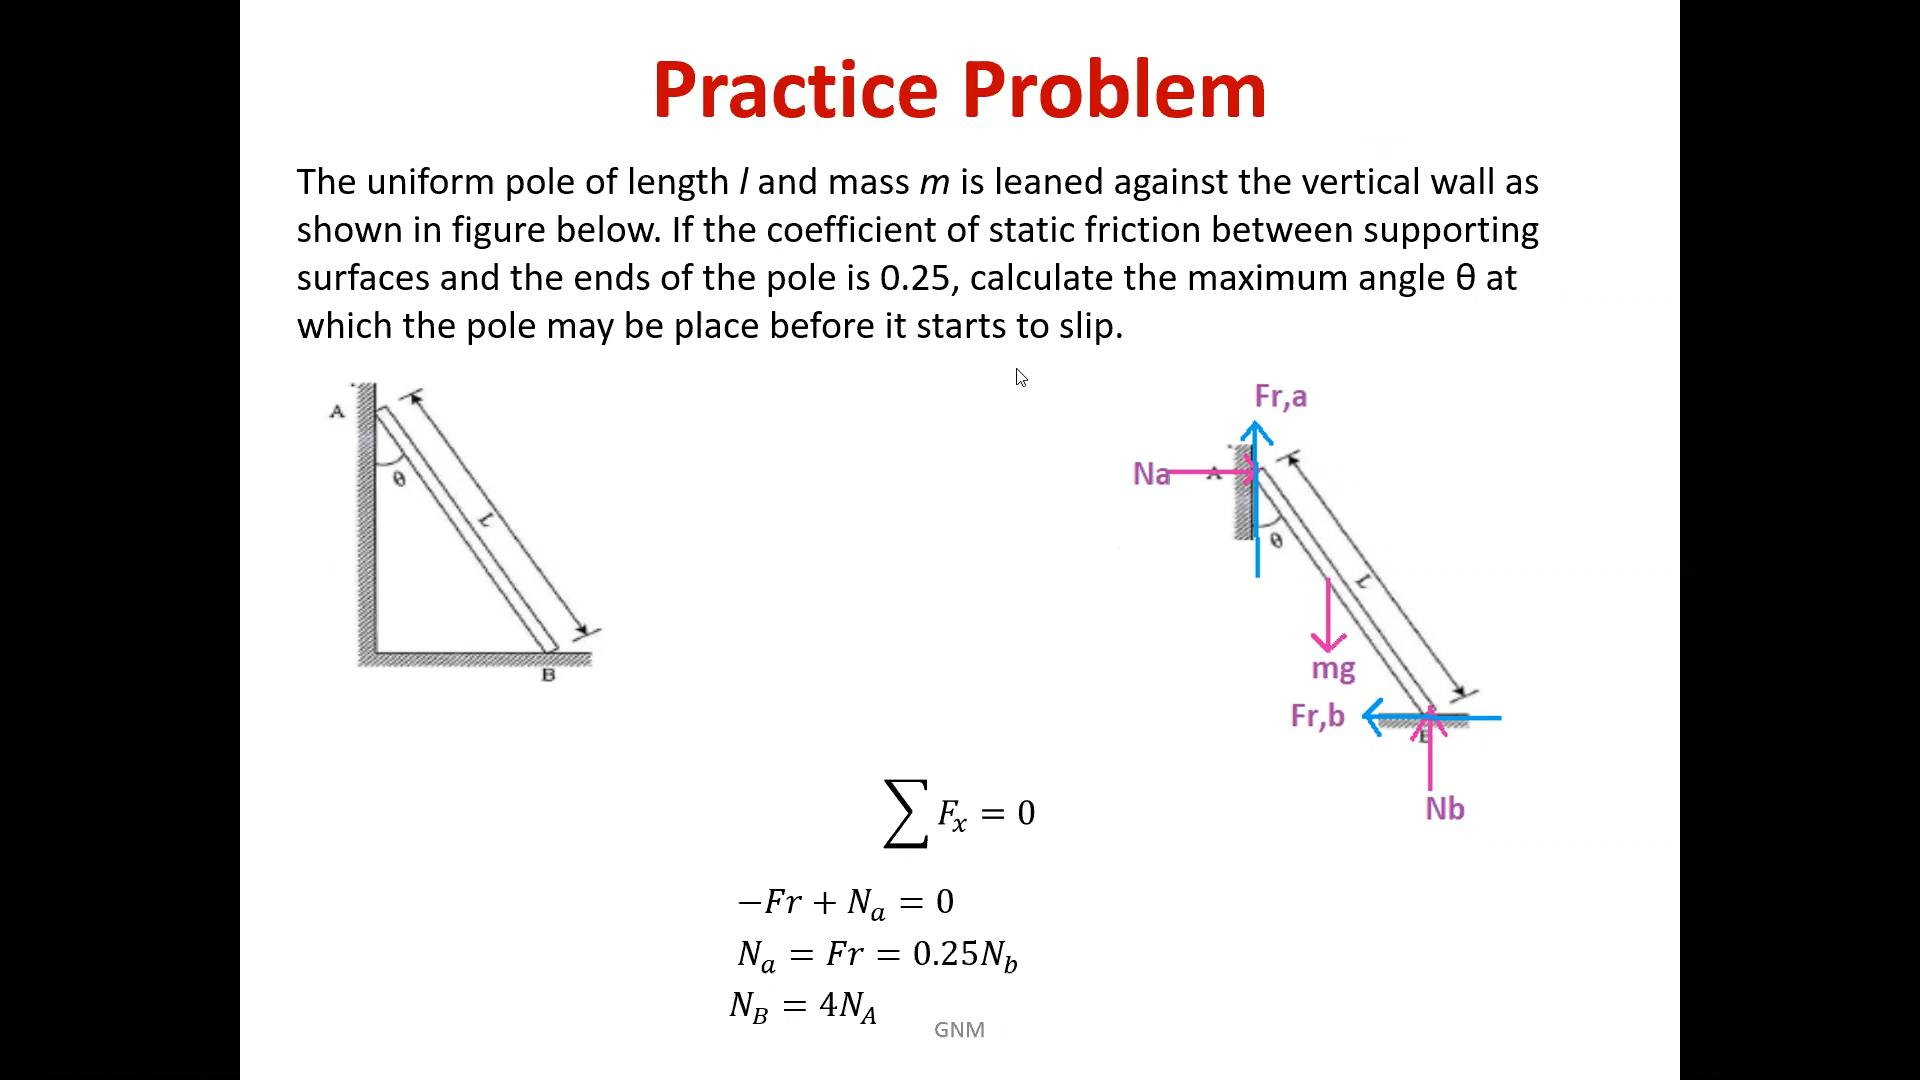 Practice Problem
The uniform pole of length l and mass m is leaned against the vertical wall as
shown in figure below. If the coefficient of static friction between supporting
surfaces and the ends of the pole is 0.25, calculate the maximum angle θ at
which the pole may be place before it starts to slip.
A
θ
L
B
Fr,a
Na
A
θ
L
mg
Fr,b
B
Nb
∑ Fₓ = 0
−Fr + Nₐ = 0
Nₐ = Fr = 0.25N_b
N_B = 4N_A
GNM